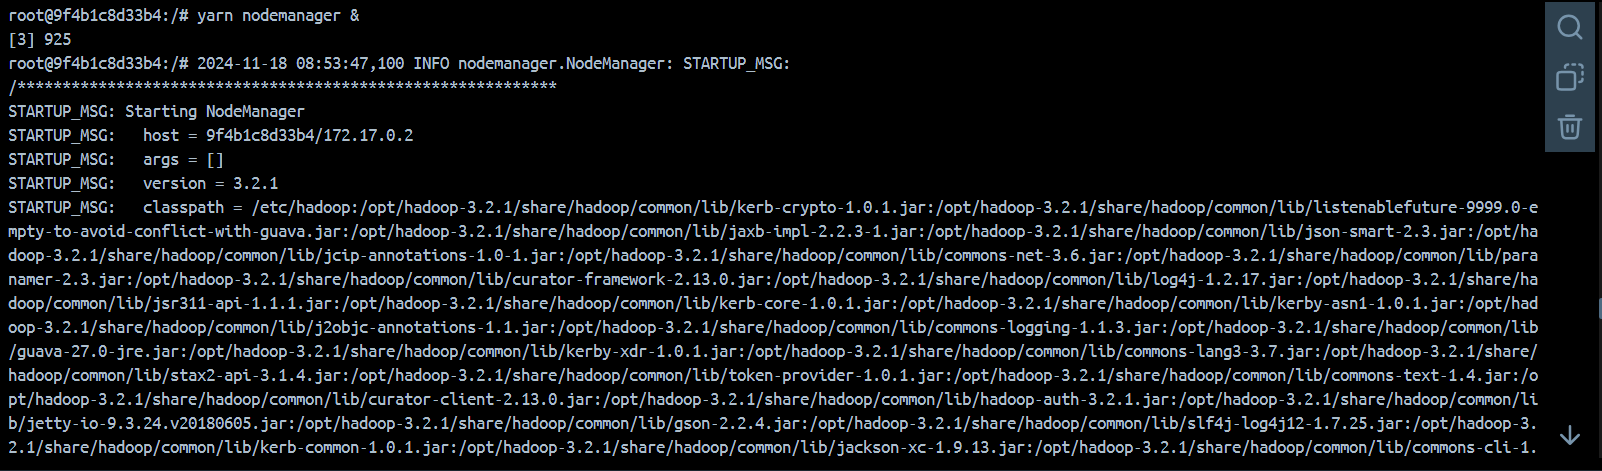 root@9f4b1c8d33b4:/# yarn nodemanager &
[3] 925
root@9f4b1c8d33b4:/# 2024-11-18 08:53:47,100 INFO nodemanager.NodeManager: STARTUP_MSG:
/************************************************************
STARTUP_MSG: Starting NodeManager
STARTUP_MSG:   host = 9f4b1c8d33b4/172.17.0.2
STARTUP_MSG:   args = []
STARTUP_MSG:   version = 3.2.1
STARTUP_MSG:   classpath = /etc/hadoop:/opt/hadoop-3.2.1/share/hadoop/common/lib/kerb-crypto-1.0.1.jar:/opt/hadoop-3.2.1/share/hadoop/common/lib/listenablefuture-9999.0-e
mpty-to-avoid-conflict-with-guava.jar:/opt/hadoop-3.2.1/share/hadoop/common/lib/jaxb-impl-2.2.3-1.jar:/opt/hadoop-3.2.1/share/hadoop/common/lib/json-smart-2.3.jar:/opt/ha
doop-3.2.1/share/hadoop/common/lib/jcip-annotations-1.0-1.jar:/opt/hadoop-3.2.1/share/hadoop/common/lib/commons-net-3.6.jar:/opt/hadoop-3.2.1/share/hadoop/common/lib/para
namer-2.3.jar:/opt/hadoop-3.2.1/share/hadoop/common/lib/curator-framework-2.13.0.jar:/opt/hadoop-3.2.1/share/hadoop/common/lib/log4j-1.2.17.jar:/opt/hadoop-3.2.1/share/ha
doop/common/lib/jsr311-api-1.1.1.jar:/opt/hadoop-3.2.1/share/hadoop/common/lib/kerb-core-1.0.1.jar:/opt/hadoop-3.2.1/share/hadoop/common/lib/kerby-asn1-1.0.1.jar:/opt/had
oop-3.2.1/share/hadoop/common/lib/j2objc-annotations-1.1.jar:/opt/hadoop-3.2.1/share/hadoop/common/lib/commons-logging-1.1.3.jar:/opt/hadoop-3.2.1/share/hadoop/common/lib
/guava-27.0-jre.jar:/opt/hadoop-3.2.1/share/hadoop/common/lib/kerby-xdr-1.0.1.jar:/opt/hadoop-3.2.1/share/hadoop/common/lib/commons-lang3-3.7.jar:/opt/hadoop-3.2.1/share/
hadoop/common/lib/stax2-api-3.1.4.jar:/opt/hadoop-3.2.1/share/hadoop/common/lib/token-provider-1.0.1.jar:/opt/hadoop-3.2.1/share/hadoop/common/lib/commons-text-1.4.jar:/o
pt/hadoop-3.2.1/share/hadoop/common/lib/curator-client-2.13.0.jar:/opt/hadoop-3.2.1/share/hadoop/common/lib/hadoop-auth-3.2.1.jar:/opt/hadoop-3.2.1/share/hadoop/common/li
b/jetty-io-9.3.24.v20180605.jar:/opt/hadoop-3.2.1/share/hadoop/common/lib/gson-2.2.4.jar:/opt/hadoop-3.2.1/share/hadoop/common/lib/slf4j-log4j12-1.7.25.jar:/opt/hadoop-3.
2.1/share/hadoop/common/lib/kerb-common-1.0.1.jar:/opt/hadoop-3.2.1/share/hadoop/common/lib/jackson-xc-1.9.13.jar:/opt/hadoop-3.2.1/share/hadoop/common/lib/commons-cli-1.